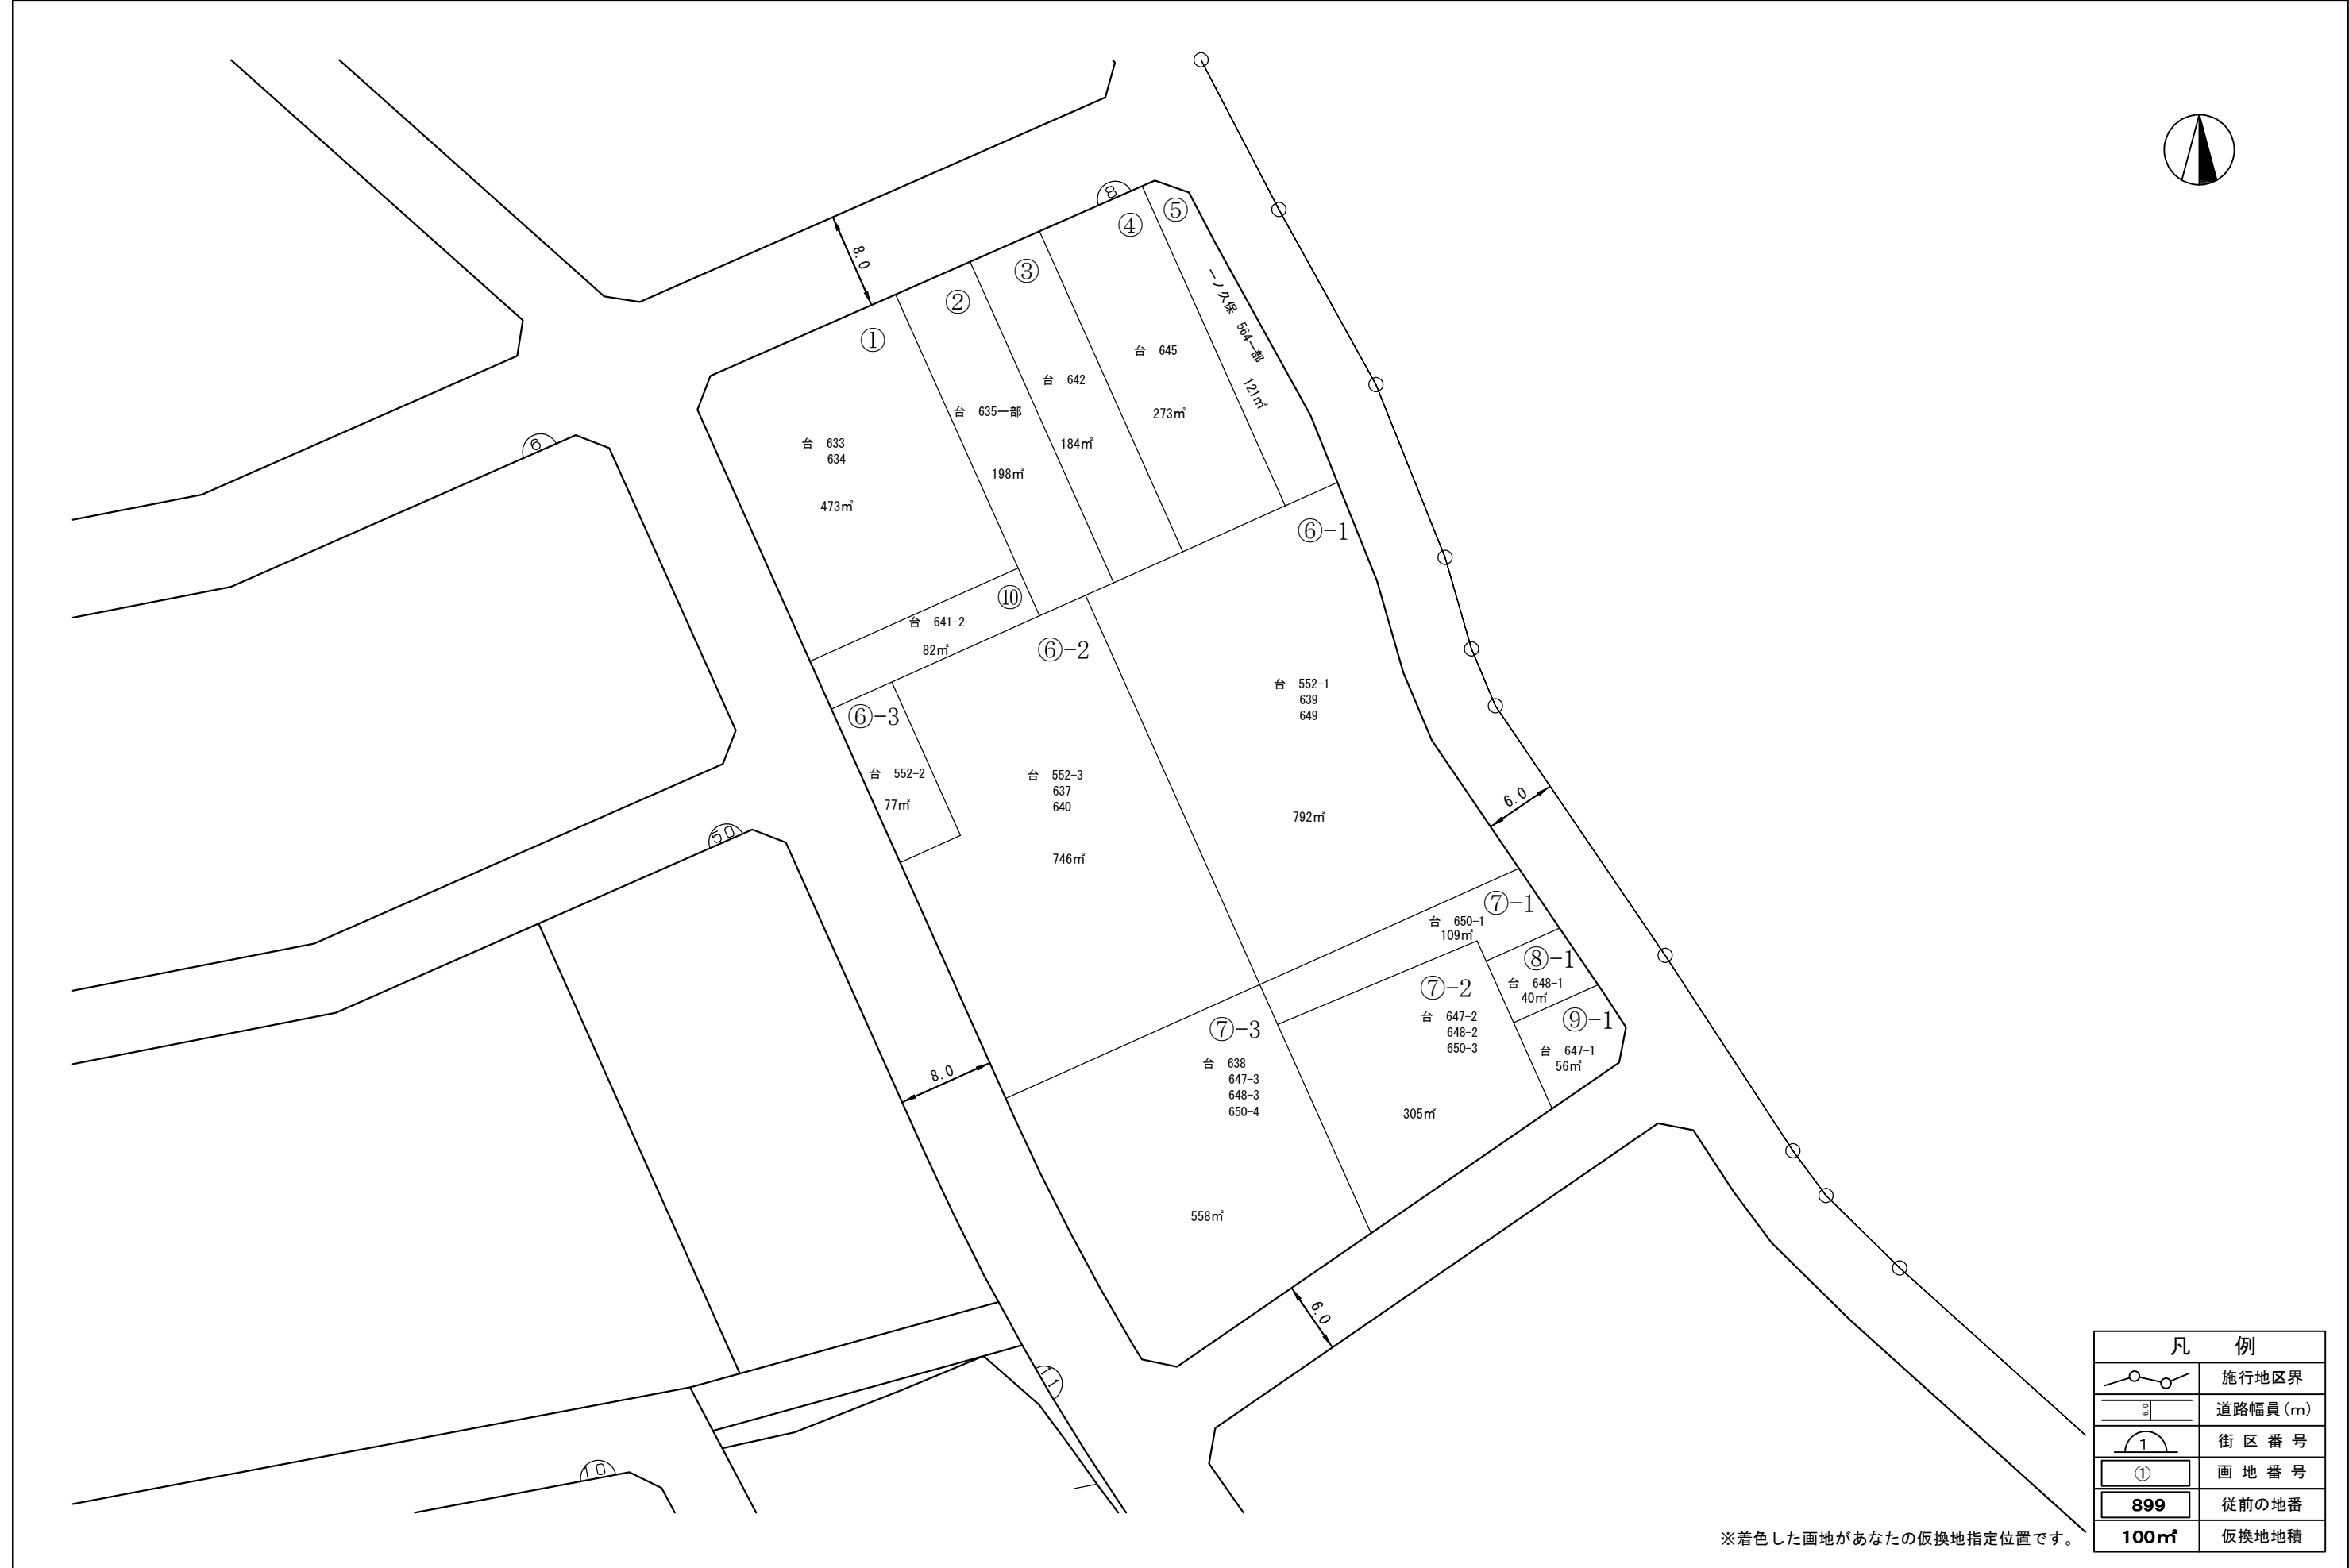 8
⑤
④
③
②
①
8.0
一ノ久保 564一部 121㎡
台 645
273㎡
台 642
184㎡
台 635一部
198㎡
台 633
634
473㎡
6
⑥-1
⑩
台 641-2
82㎡
⑥-2
⑥-3
台 552-1
639
649
792㎡
台 552-2
77㎡
台 552-3
637
640
746㎡
6.0
50
⑦-1
台 650-1
109㎡
⑧-1
台 648-1
40㎡
⑦-2
台 647-2
648-2
650-3
305㎡
⑨-1
台 647-1
56㎡
⑦-3
台 638
647-3
648-3
650-4
558㎡
8.0
6.0
11
10
凡 例
施行地区界
6.0 道路幅員(m)
1 街区番号
① 画地番号
899 従前の地番
100㎡ 仮換地地積
※着色した画地があなたの仮換地指定位置です。